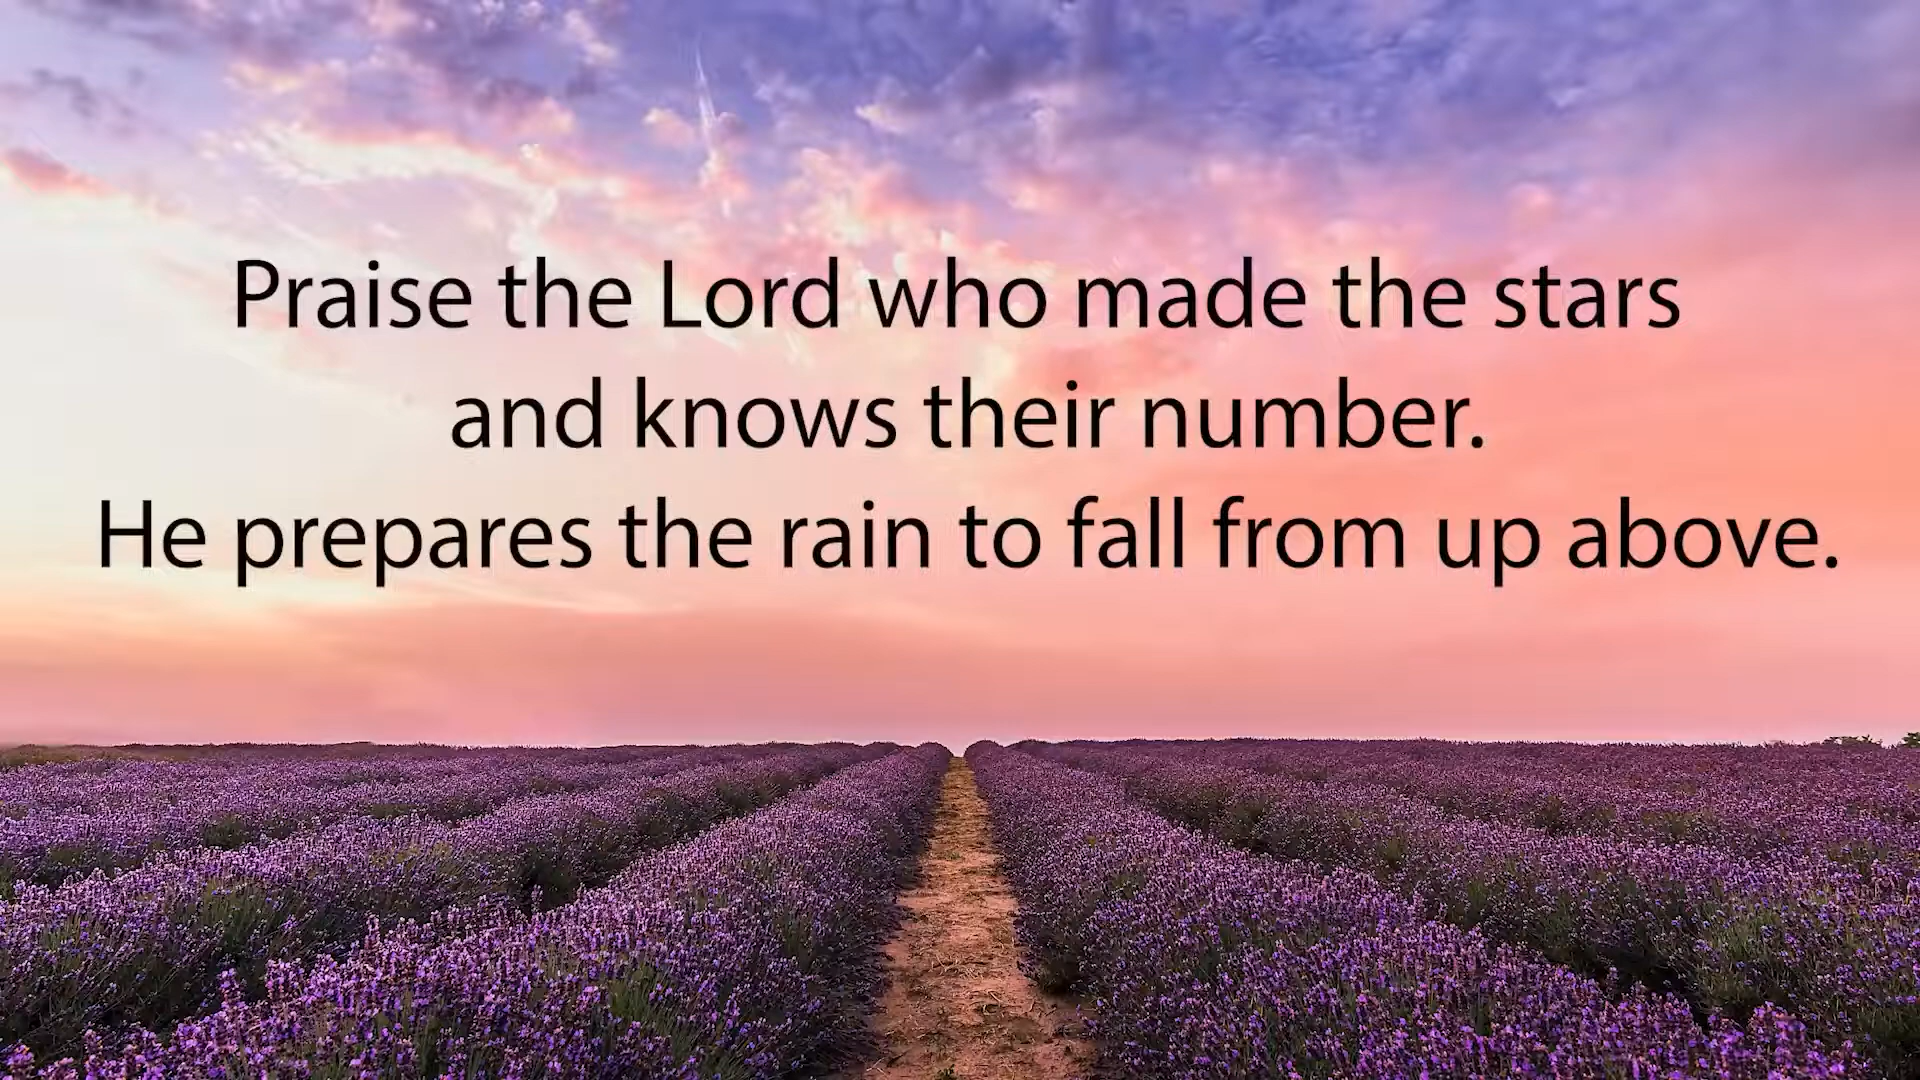 Praise the Lord who made the stars
and knows their number.
He prepares the rain to fall from up above.